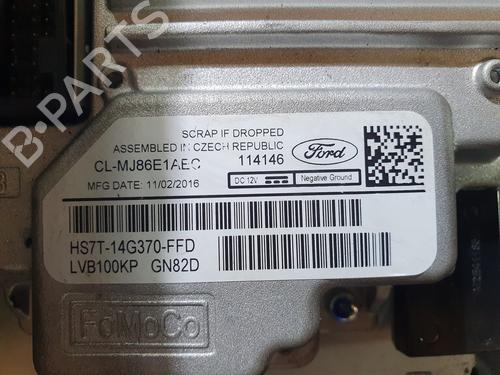 B-PARTS
SCRAP IF DROPPED
ASSEMBLED IN CZECH REPUBLIC
CL-MJ86E1AEC 114146
Ford
MFG DATE: 11/02/2016
DC 12V Negative Ground
HS7T-14G370-FFD
LVB100KP GN82D
FoMoCo